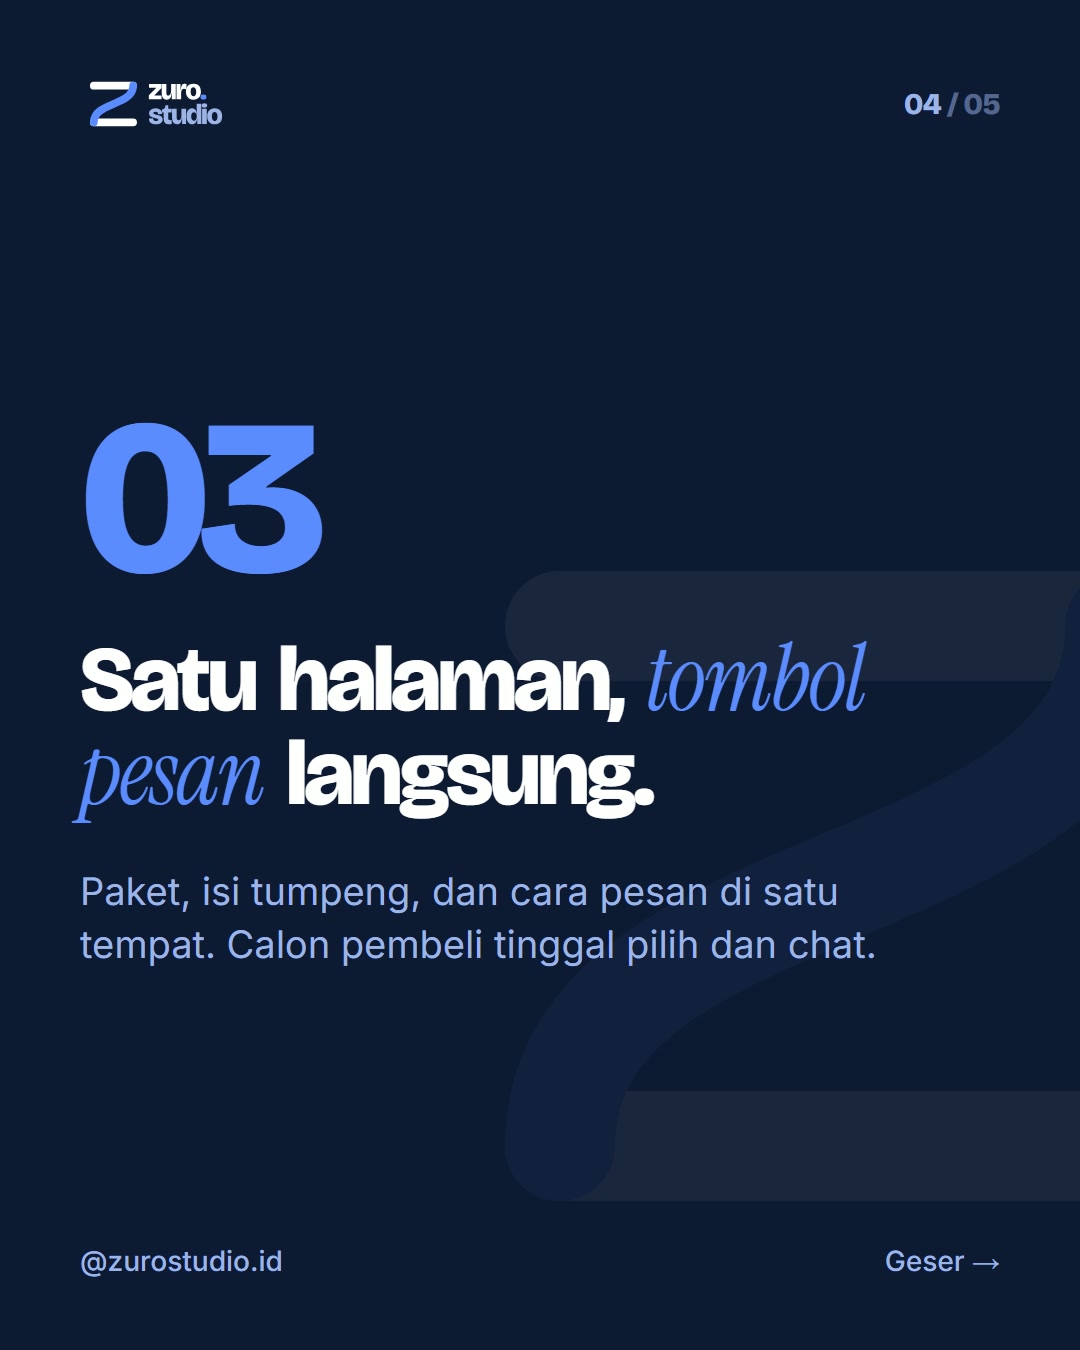 zuro.
studio
04 / 05
03
Satu halaman, tombol
pesan langsung.
Paket, isi tumpeng, dan cara pesan di satu
tempat. Calon pembeli tinggal pilih dan chat.
@zurostudio.id
Geser →